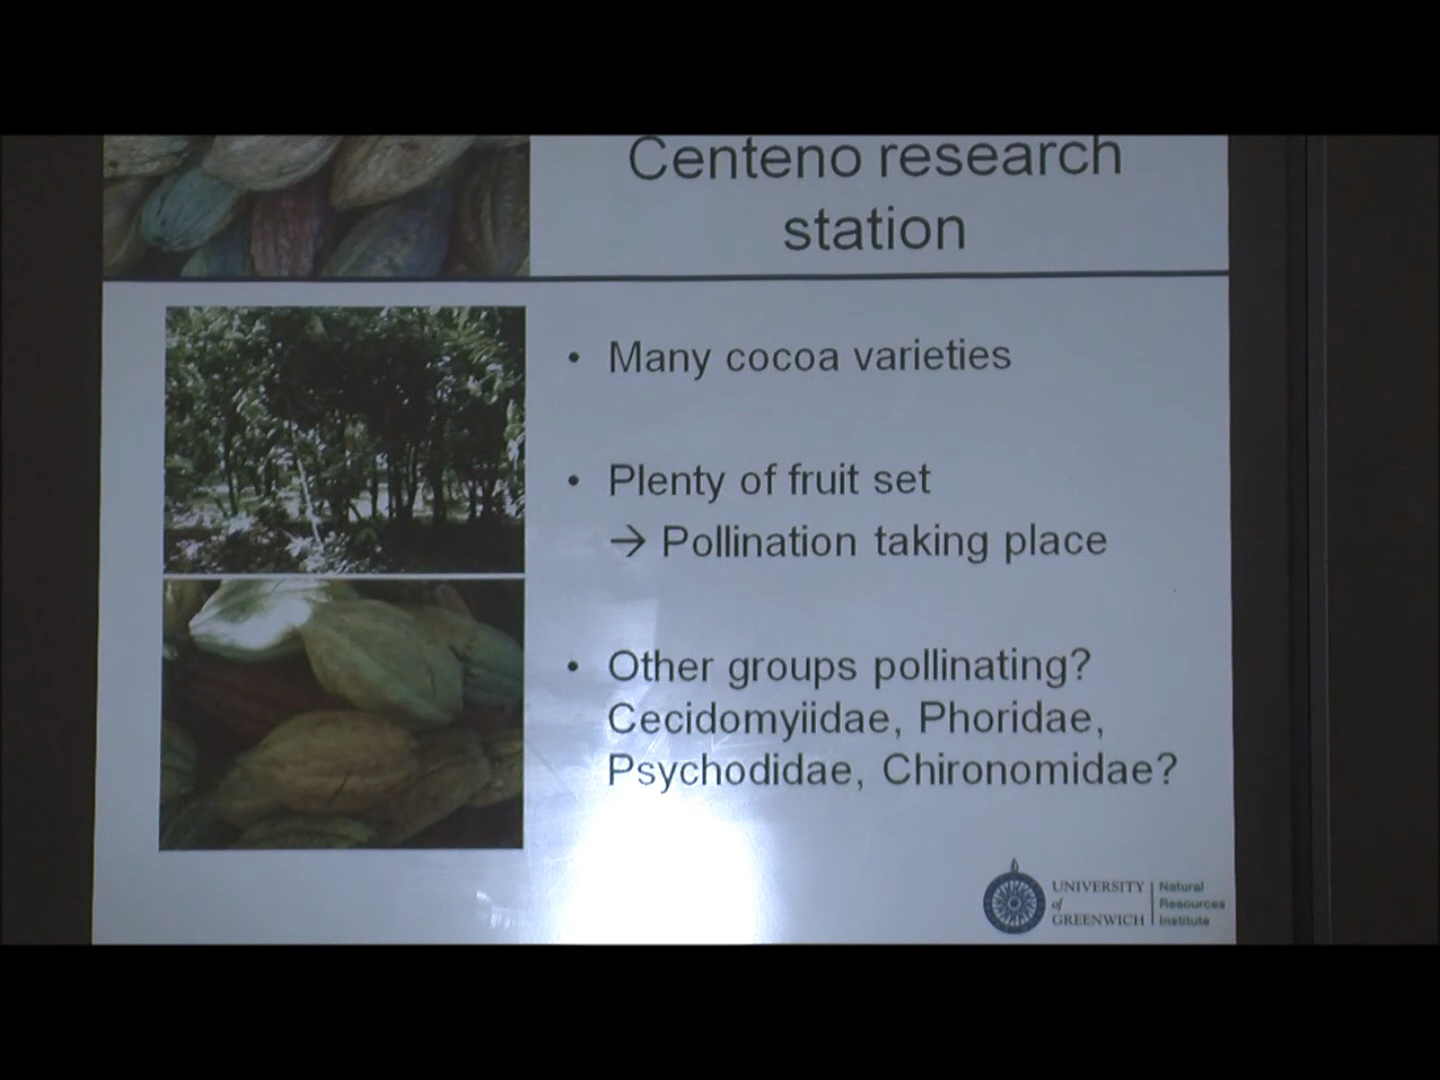 Centeno research
station
• Many cocoa varieties
• Plenty of fruit set
→ Pollination taking place
• Other groups pollinating?
Cecidomyiidae, Phoridae,
Psychodidae, Chironomidae?
UNIVERSITY
of
GREENWICH
Natural
Resources
Institute